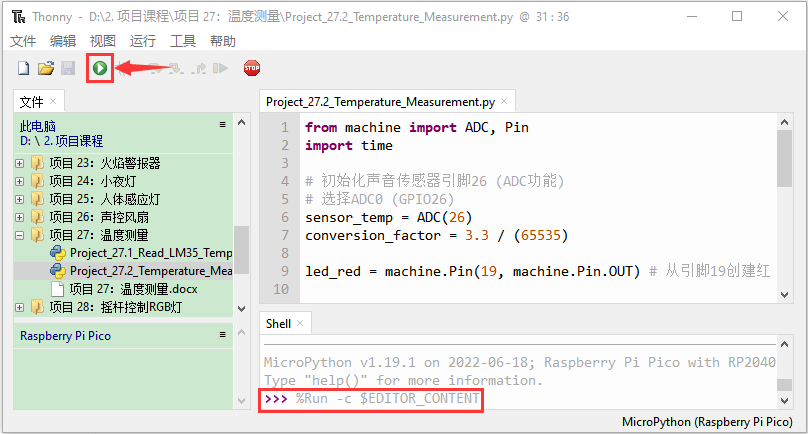 Thonny - D:\2. 项目课程\项目 27：温度测量\Project_27.2_Temperature_Measurement.py @ 31 : 36
文件 编辑 视图 运行 工具 帮助
STOP
文件 ×
此电脑 ≡
D: \ 2. 项目课程
项目 23：火焰警报器
项目 24：小夜灯
项目 25：人体感应灯
项目 26：声控风扇
项目 27：温度测量
Project_27.1_Read_LM35_Temp
Project_27.2_Temperature_Mea
项目 27：温度测量.docx
项目 28：摇杆控制RGB灯
Raspberry Pi Pico ≡
Project_27.2_Temperature_Measurement.py ×
1 from machine import ADC, Pin
2 import time
3
4 # 初始化声音传感器引脚26 (ADC功能)
5 # 选择ADC0 (GPIO26)
6 sensor_temp = ADC(26)
7 conversion_factor = 3.3 / (65535)
8
9 led_red = machine.Pin(19, machine.Pin.OUT) # 从引脚19创建红
10
Shell ×
MicroPython v1.19.1 on 2022-06-18; Raspberry Pi Pico with RP2040
Type "help()" for more information.
>>> %Run -c $EDITOR_CONTENT
MicroPython (Raspberry Pi Pico)